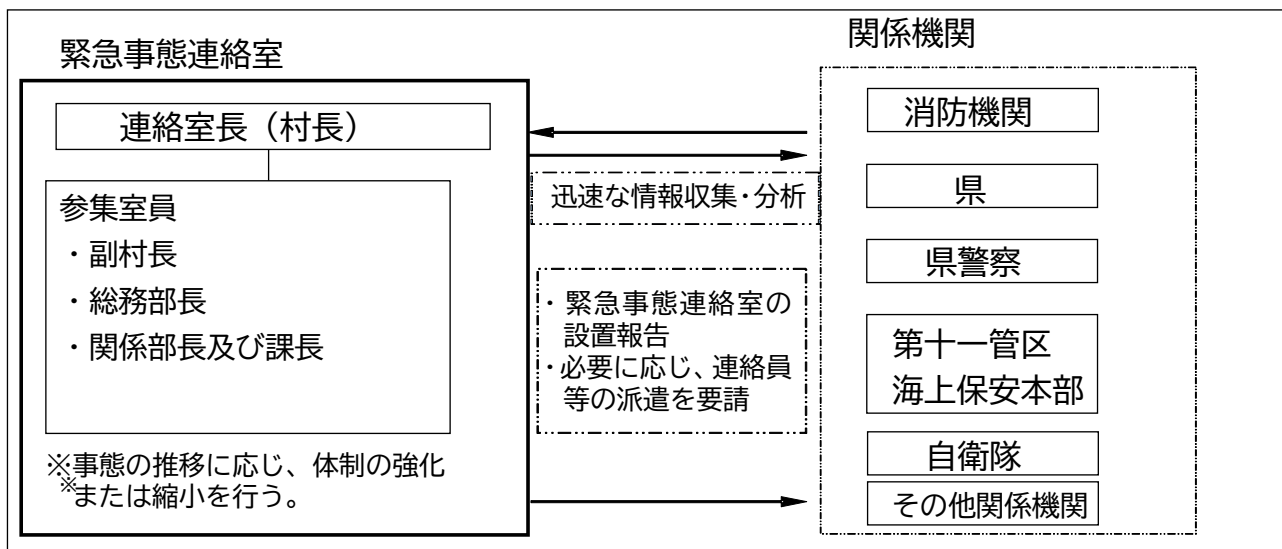 緊急事態連絡室
連絡室長（村長）
参集室員
・副村長
・総務部長
・関係部長及び課長
※事態の推移に応じ、体制の強化
※または縮小を行う。
迅速な情報収集・分析
・緊急事態連絡室の
設置報告
・必要に応じ、連絡員
等の派遣を要請
関係機関
消防機関
県
県警察
第十一管区
海上保安本部
自衛隊
その他関係機関